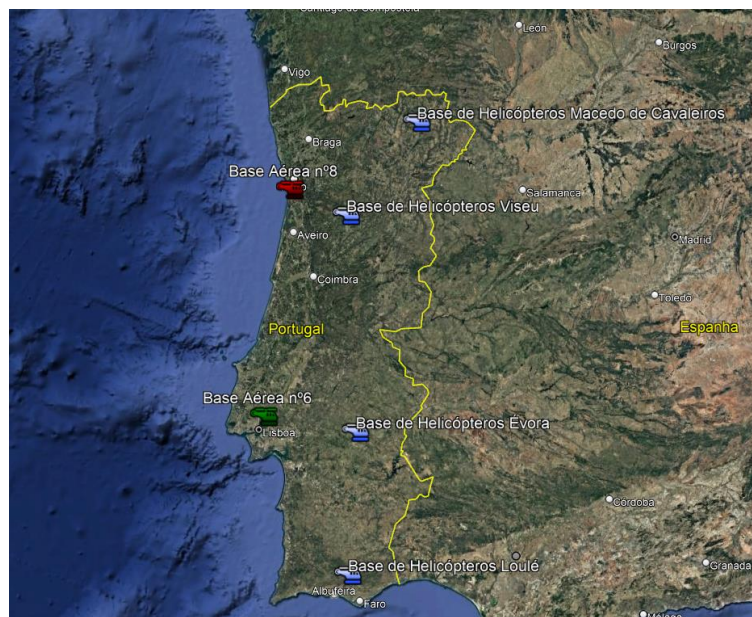 Santiago de Compostela
León
Burgos
Vigo
Base de Helicópteros Macedo de Cavaleiros
Braga
Base Aérea nº8
Salamanca
Base de Helicópteros Viseu
Aveiro
Madrid
Coimbra
Toledo
Portugal
Espanha
Base Aérea nº6
Base de Helicópteros Évora
Lisboa
Córdoba
Base de Helicópteros Loulé
Granada
Albufeira
Faro
Málaga